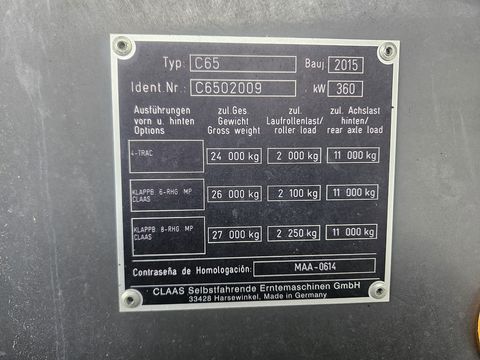 Typ: C65 Bauj. 2015
Ident.Nr.: C6502009 kW 360
Ausführungen zul.Ges. zul. zul. Achslast
vorn u. hinten Gewicht Laufrollenlast/ hinten/
Options Gross weight roller load rear axle load
4-TRAC 24 000 kg 2 000 kg 11 000 kg
KLAPPB. 6-RHG MP
CLAAS 26 000 kg 2 100 kg 11 000 kg
KLAPPB. 8-RHG MP
CLAAS 27 000 kg 2 250 kg 11 000 kg
Contraseña de Homologación: MAA-0614
CLAAS Selbstfahrende Erntemaschinen GmbH
33428 Harsewinkel, Made in Germany